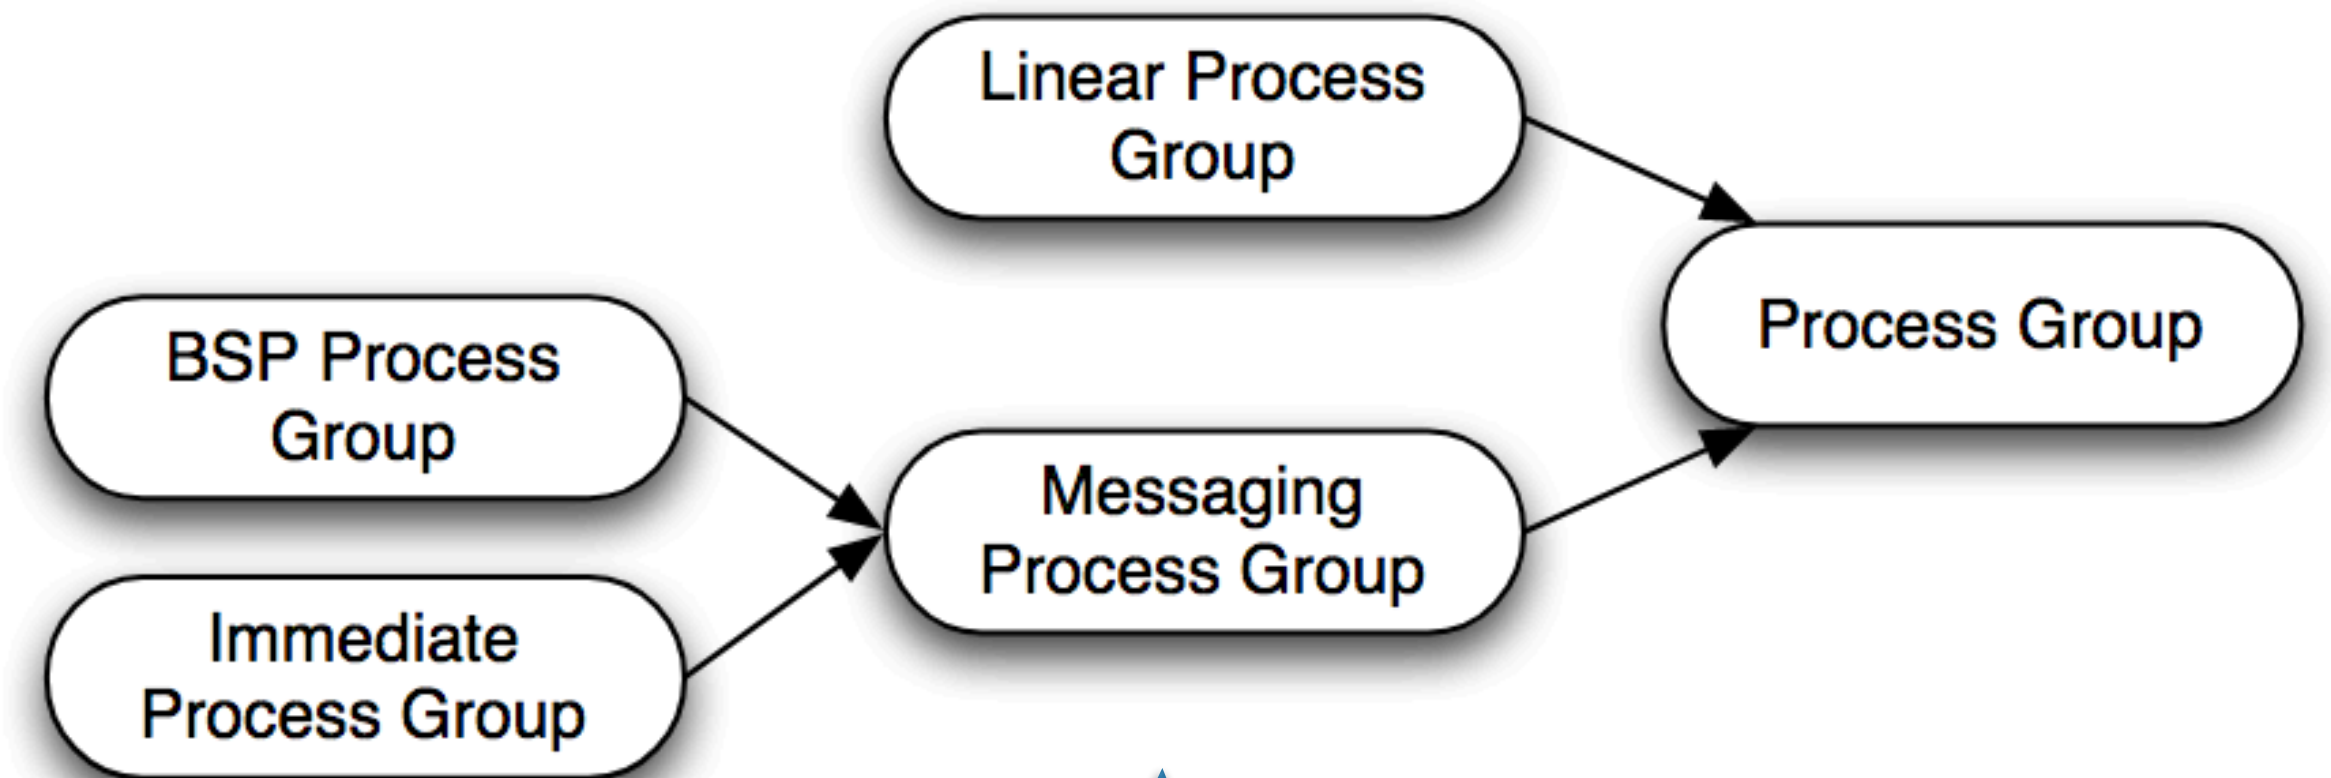 Linear Process
Group
Process Group
BSP Process
Group
Messaging
Process Group
Immediate
Process Group